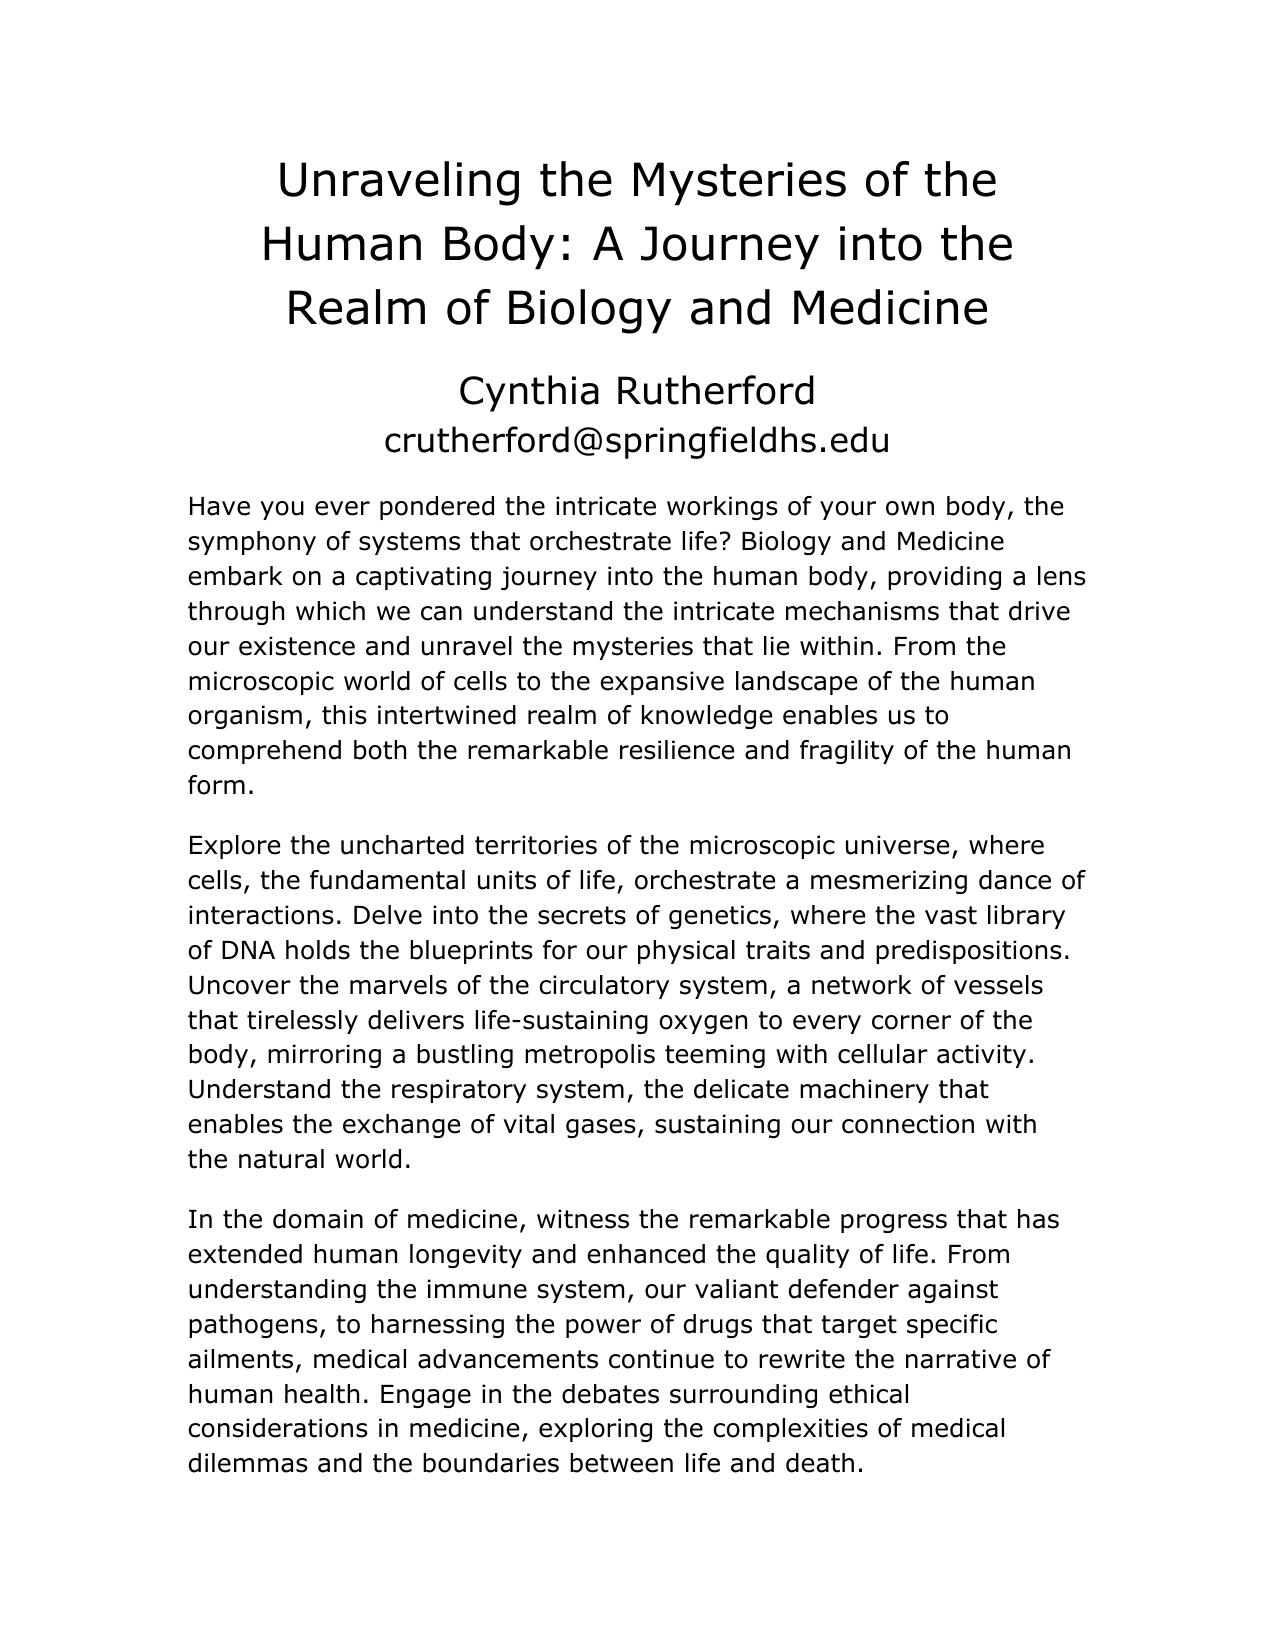 Unraveling the Mysteries of the
Human Body: A Journey into the
Realm of Biology and Medicine
Cynthia Rutherford
crutherford@springfieldhs.edu
Have you ever pondered the intricate workings of your own body, the
symphony of systems that orchestrate life? Biology and Medicine
embark on a captivating journey into the human body, providing a lens
through which we can understand the intricate mechanisms that drive
our existence and unravel the mysteries that lie within. From the
microscopic world of cells to the expansive landscape of the human
organism, this intertwined realm of knowledge enables us to
comprehend both the remarkable resilience and fragility of the human
form.
Explore the uncharted territories of the microscopic universe, where
cells, the fundamental units of life, orchestrate a mesmerizing dance of
interactions. Delve into the secrets of genetics, where the vast library
of DNA holds the blueprints for our physical traits and predispositions.
Uncover the marvels of the circulatory system, a network of vessels
that tirelessly delivers life-sustaining oxygen to every corner of the
body, mirroring a bustling metropolis teeming with cellular activity.
Understand the respiratory system, the delicate machinery that
enables the exchange of vital gases, sustaining our connection with
the natural world.
In the domain of medicine, witness the remarkable progress that has
extended human longevity and enhanced the quality of life. From
understanding the immune system, our valiant defender against
pathogens, to harnessing the power of drugs that target specific
ailments, medical advancements continue to rewrite the narrative of
human health. Engage in the debates surrounding ethical
considerations in medicine, exploring the complexities of medical
dilemmas and the boundaries between life and death.